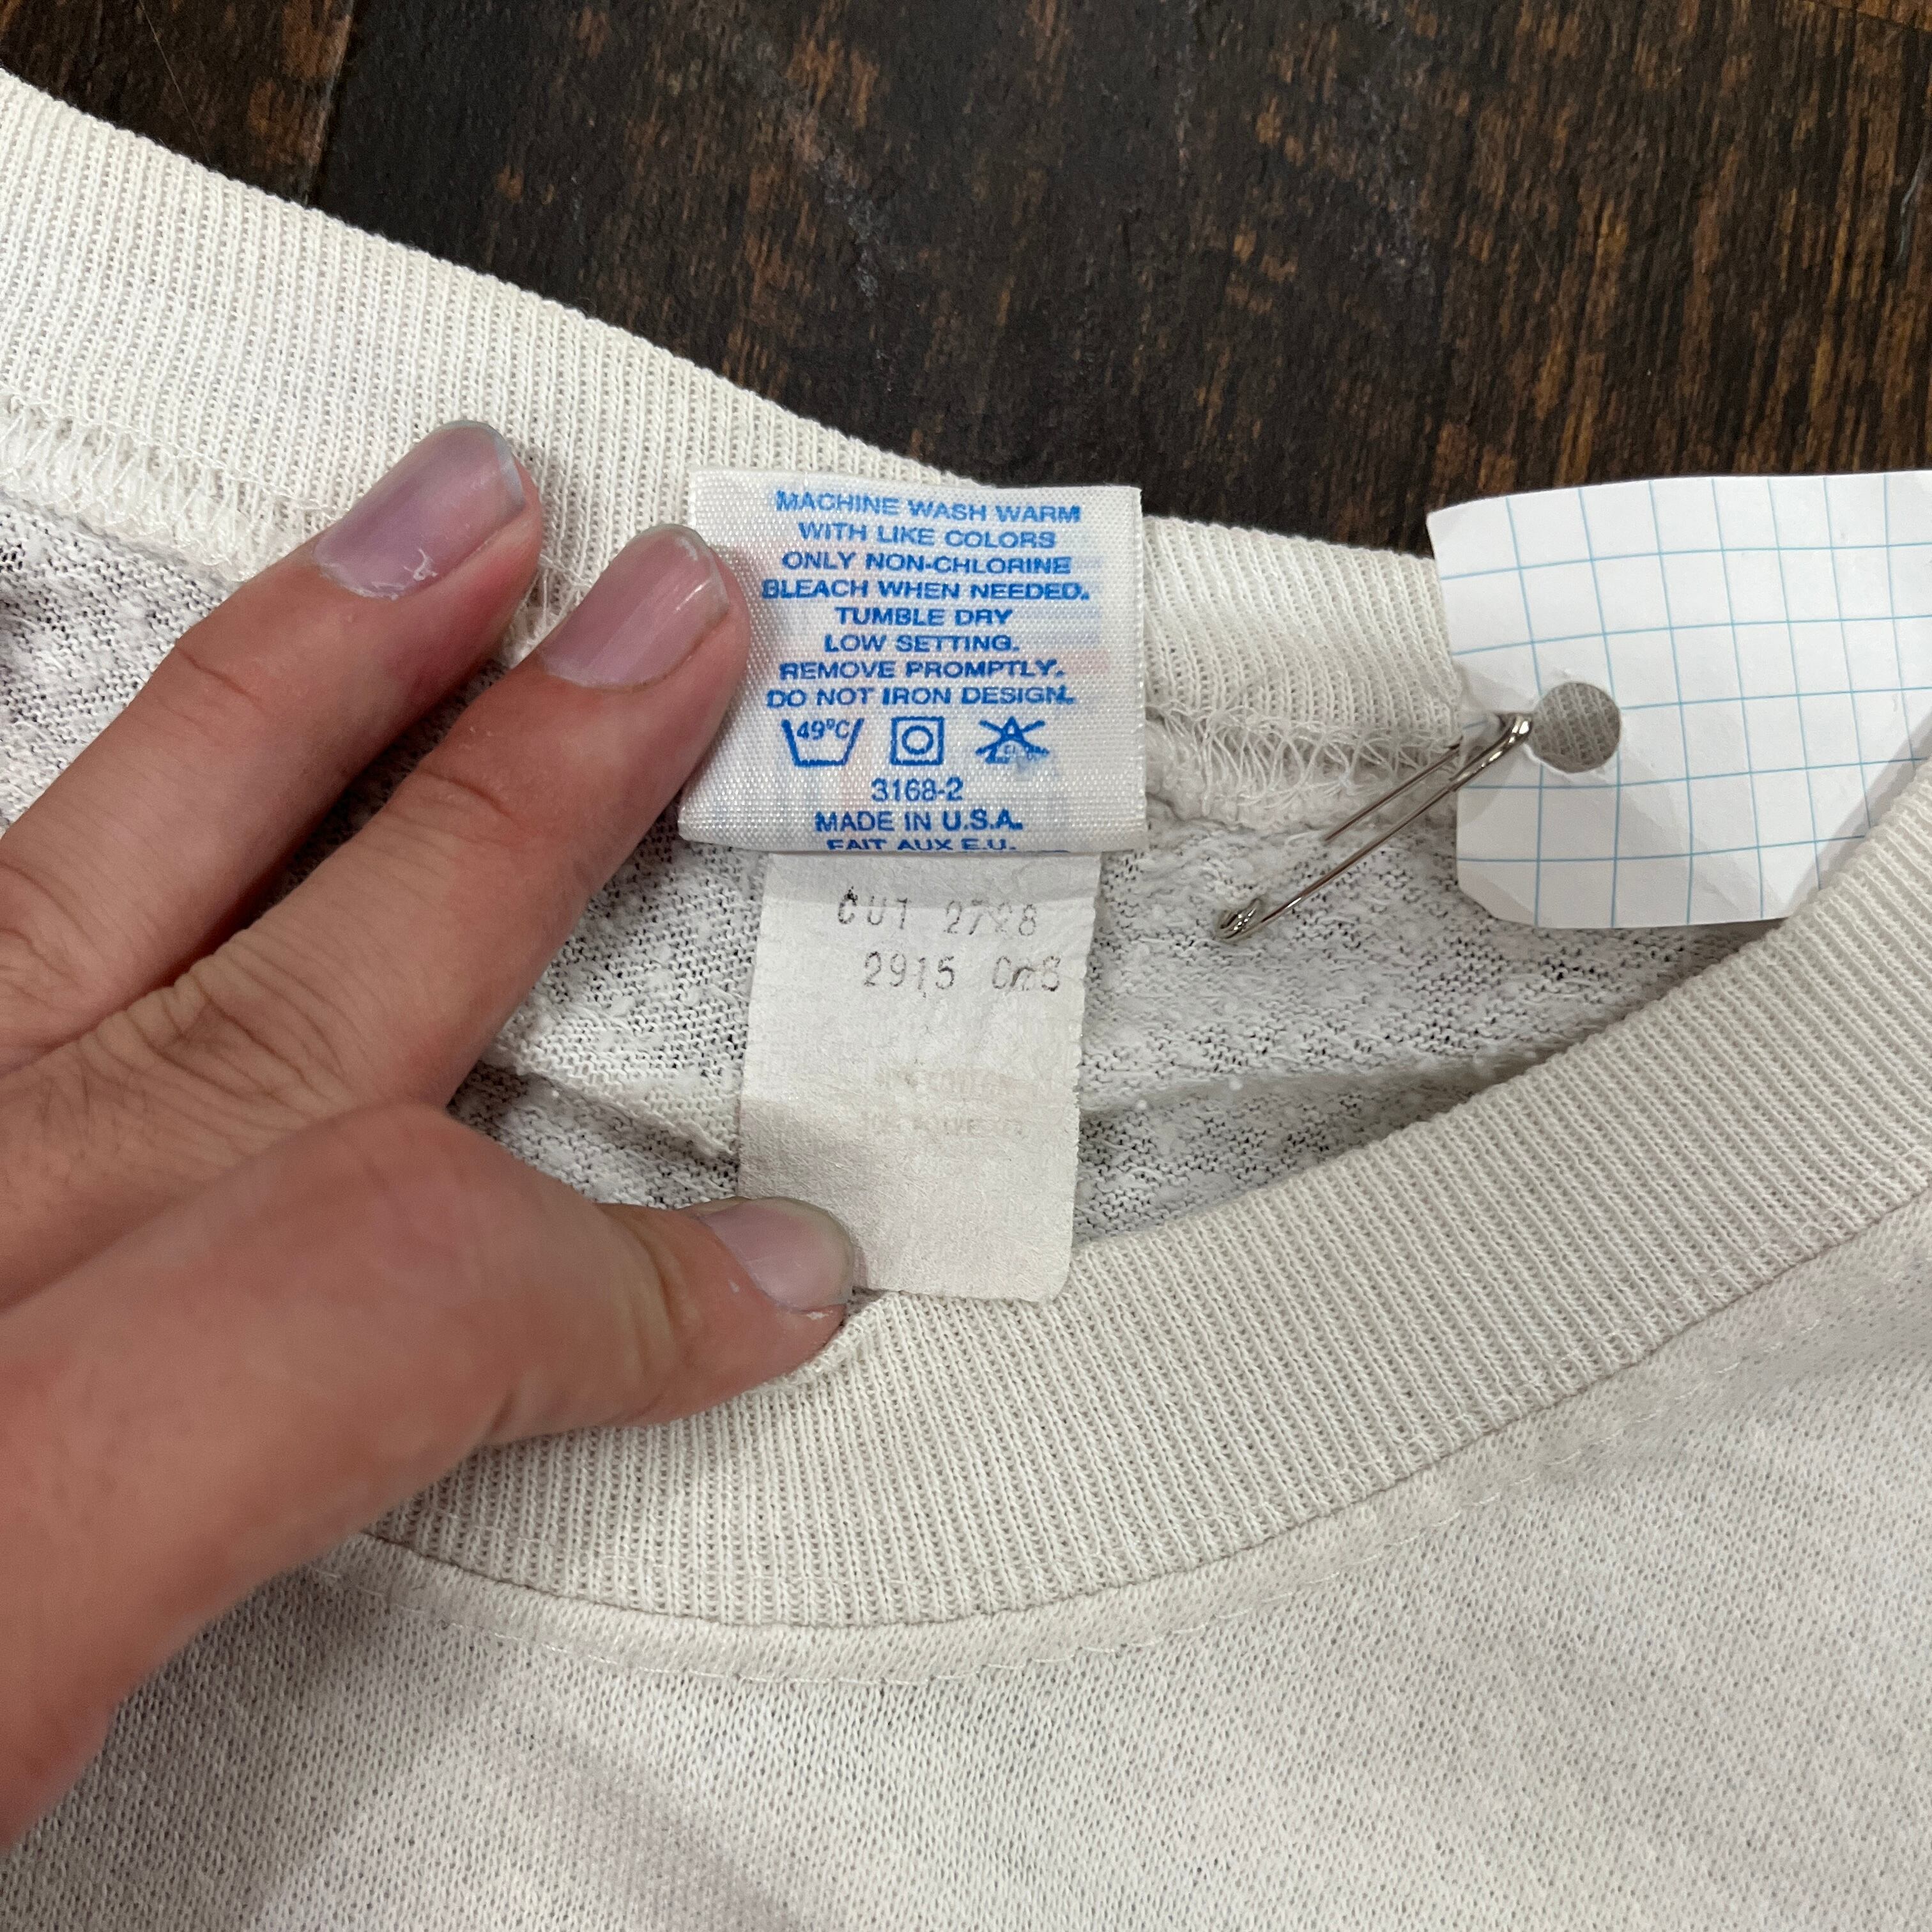 MACHINE WASH WARM
WITH LIKE COLORS
ONLY NON-CHLORINE
BLEACH WHEN NEEDED.
TUMBLE DRY
LOW SETTING.
REMOVE PROMPTLY.
DO NOT IRON DESIGN.
49°C
3168-2
MADE IN U.S.A.
FAIT AUX E.U.
CUT 2728
2915